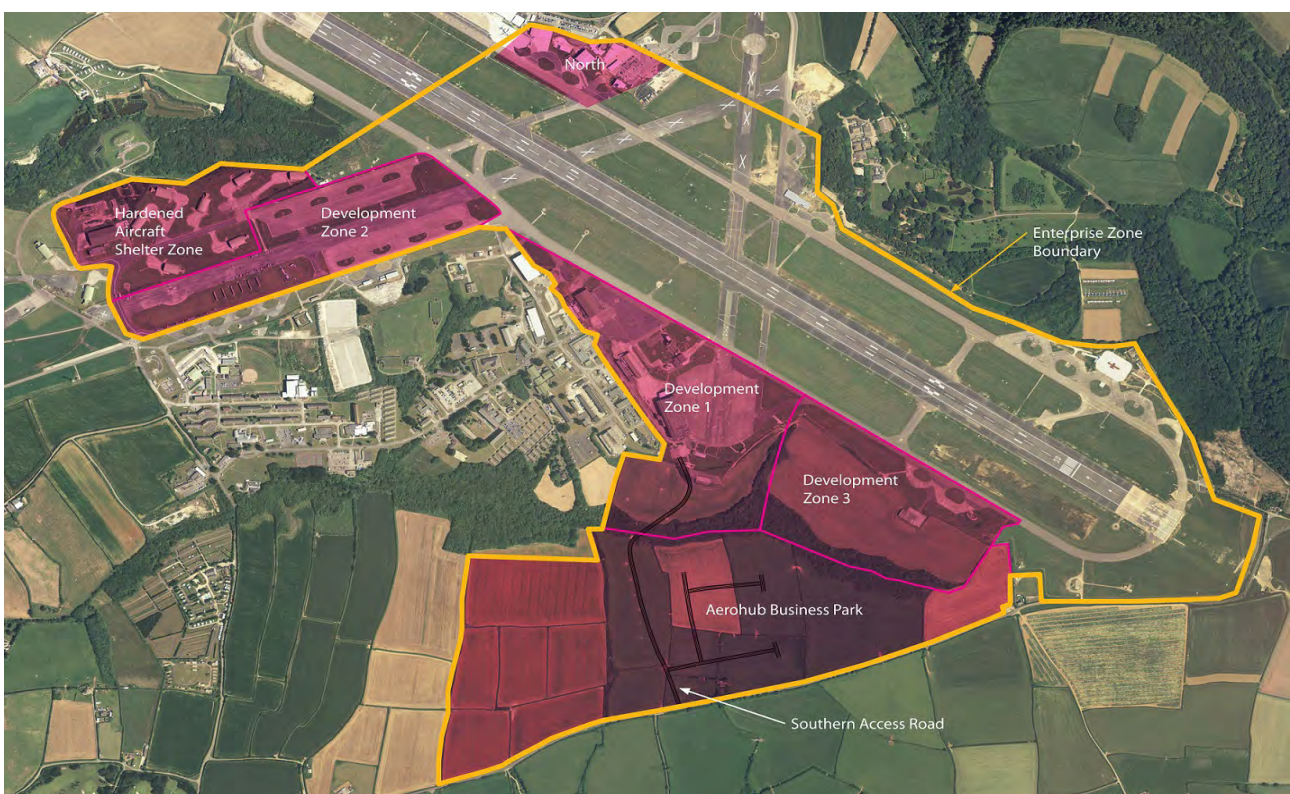 North
Hardened
Aircraft
Shelter Zone
Development
Zone 2
Enterprise Zone
Boundary
Development
Zone 1
Development
Zone 3
Aerohub Business Park
Southern Access Road